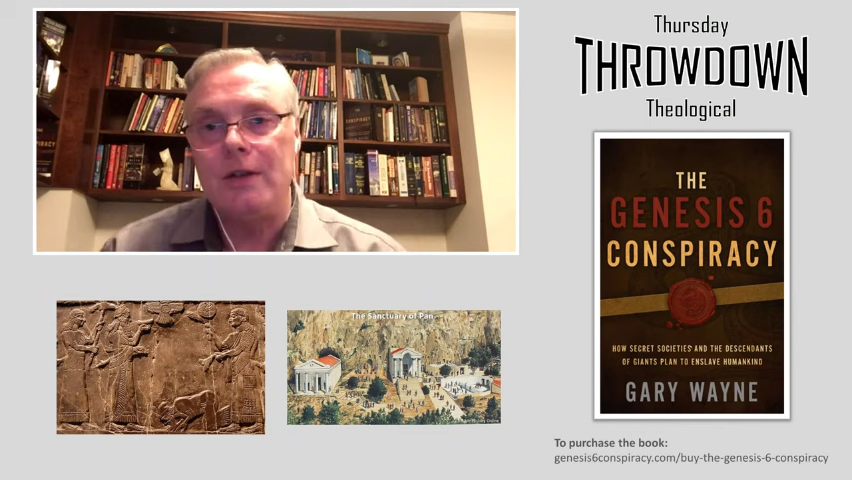 Thursday
THROWDOWN
Theological
CONSPIRACY
THE
GENESIS 6
CONSPIRACY
HOW SECRET SOCIETIES AND THE DESCENDANTS
OF GIANTS PLAN TO ENSLAVE HUMANKIND
GARY WAYNE
The Sanctuary of Pan
To purchase the book:
genesis6conspiracy.com/buy-the-genesis-6-conspiracy